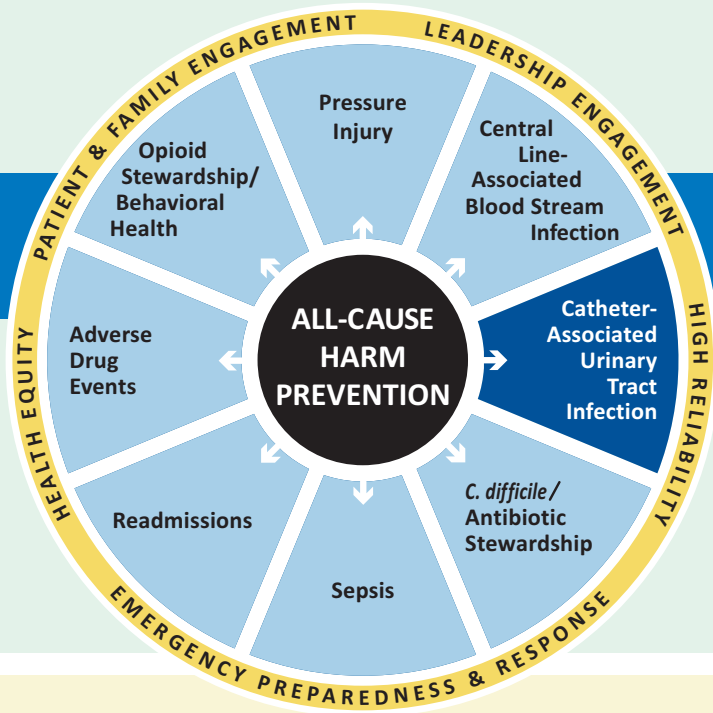 PATIENT & FAMILY ENGAGEMENT
LEADERSHIP ENGAGEMENT
HIGH RELIABILITY
EMERGENCY PREPAREDNESS & RESPONSE
HEALTH EQUITY
Pressure
Injury
Central
Line-
Associated
Blood Stream
Infection
Catheter-
Associated
Urinary
Tract
Infection
C. difficile/
Antibiotic
Stewardship
Sepsis
Readmissions
Adverse
Drug
Events
Opioid
Stewardship/
Behavioral
Health
ALL-CAUSE
HARM
PREVENTION